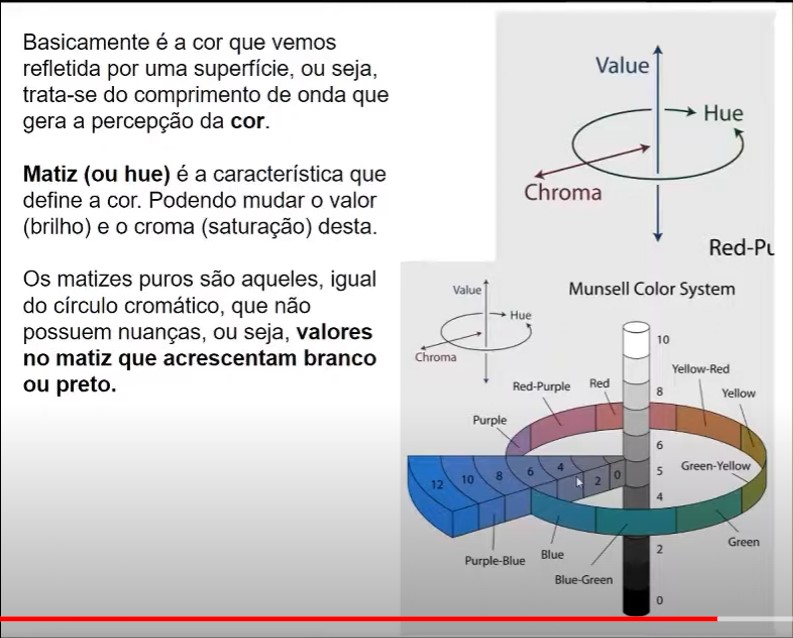 Basicamente é a cor que vemos
refletida por uma superfície, ou seja,
trata-se do comprimento de onda que
gera a percepção da cor.
Matiz (ou hue) é a característica que
define a cor. Podendo mudar o valor
(brilho) e o croma (saturação) desta.
Os matizes puros são aqueles, igual
do círculo cromático, que não
possuem nuanças, ou seja, valores
no matiz que acrescentam branco
ou preto.
Value
Hue
Chroma
Red-Pu
Munsell Color System
Value
Hue
Chroma
10
8
6
5
4
2
0
Red-Purple
Red
Yellow-Red
Yellow
Purple
Green-Yellow
12 10 8 6 4 2 0
Green
Purple-Blue
Blue
Blue-Green